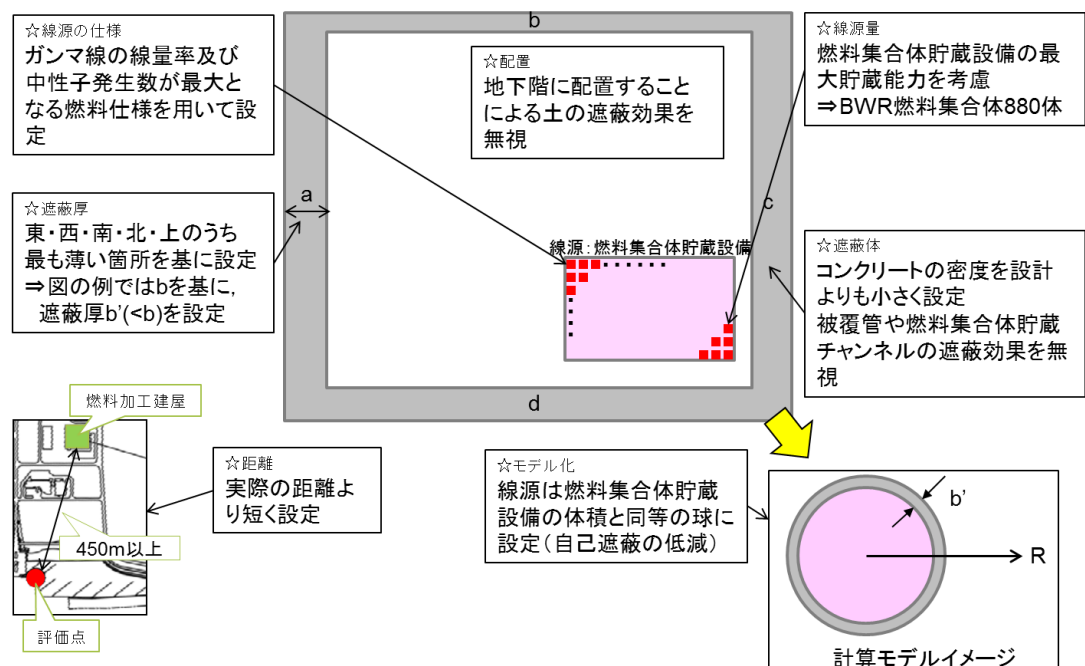 ☆線源の仕様
ガンマ線の線量率及び
中性子発生数が最大と
なる燃料仕様を用いて設
定
b
☆配置
地下階に配置すること
による土の遮蔽効果を
無視
☆線源量
燃料集合体貯蔵設備の最
大貯蔵能力を考慮
⇒BWR燃料集合体880体
☆遮蔽厚
東・西・南・北・上のうち
最も薄い箇所を基に設定
⇒図の例ではbを基に,
遮蔽厚b’(<b)を設定
a
c
線源:燃料集合体貯蔵設備
☆遮蔽体
コンクリートの密度を設計
よりも小さく設定
被覆管や燃料集合体貯蔵
チャンネルの遮蔽効果を無
視
d
燃料加工建屋
450m以上
評価点
☆距離
実際の距離よ
り短く設定
☆モデル化
線源は燃料集合体貯蔵
設備の体積と同等の球に
設定(自己遮蔽の低減)
b’
R
計算モデルイメージ